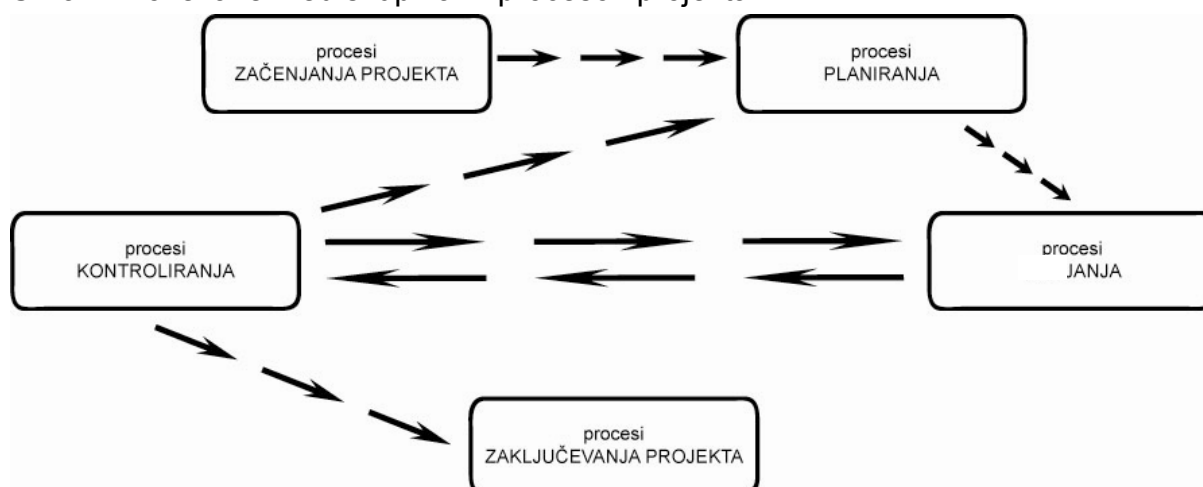 procesi
ZAČENJANJA PROJEKTA
procesi
PLANIRANJA
procesi
KONTROLIRANJA
procesi
JANJA
procesi
ZAKLJUČEVANJA PROJEKTA